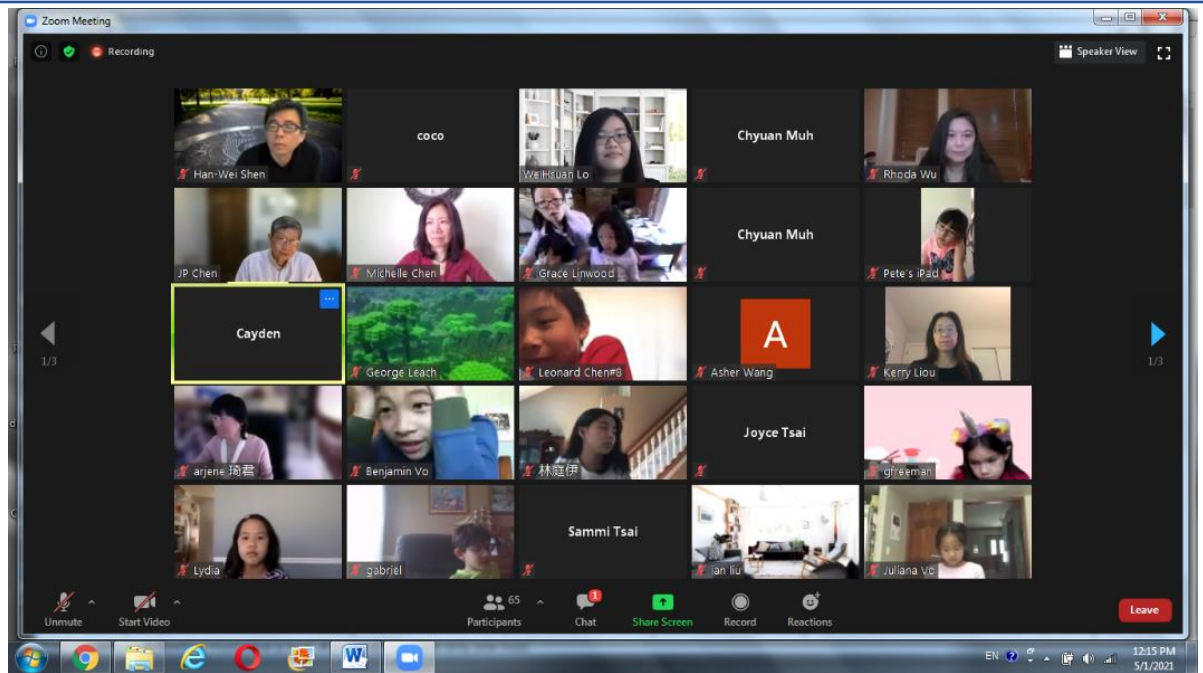 Zoom Meeting
Recording
Speaker View
Han-Wei Shen
coco
Wei Hsuan Lo
Chyuan Muh
Rhoda Wu
JP Chen
Michelle Chen
Grace Linwood
Chyuan Muh
Pete's iPad
Cayden
George Leach
Leonard Chen#8
A
Asher Wang
Kerry Liou
arjene 琦君
Benjamin Vo
林庭伊
Joyce Tsai
gfreeman
Lydia
gabriel
Sammi Tsai
ian liu
Juliana Vo
1/3
1/3
Unmute
Start Video
65
Participants
1
Chat
Share Screen
Record
Reactions
Leave
EN
12:15 PM
5/1/2021